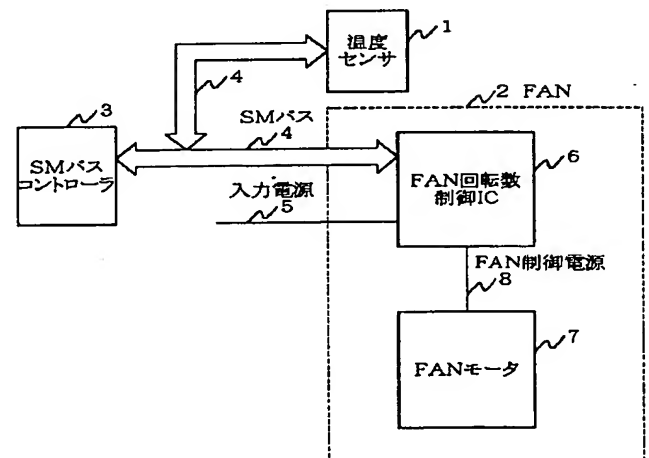 温度
センサ
1
4
2 FAN
3
SMバス
4
SMバス
コントローラ
FAN回転数
制御IC
6
入力電源
5
FAN制御電源
8
FANモータ
7